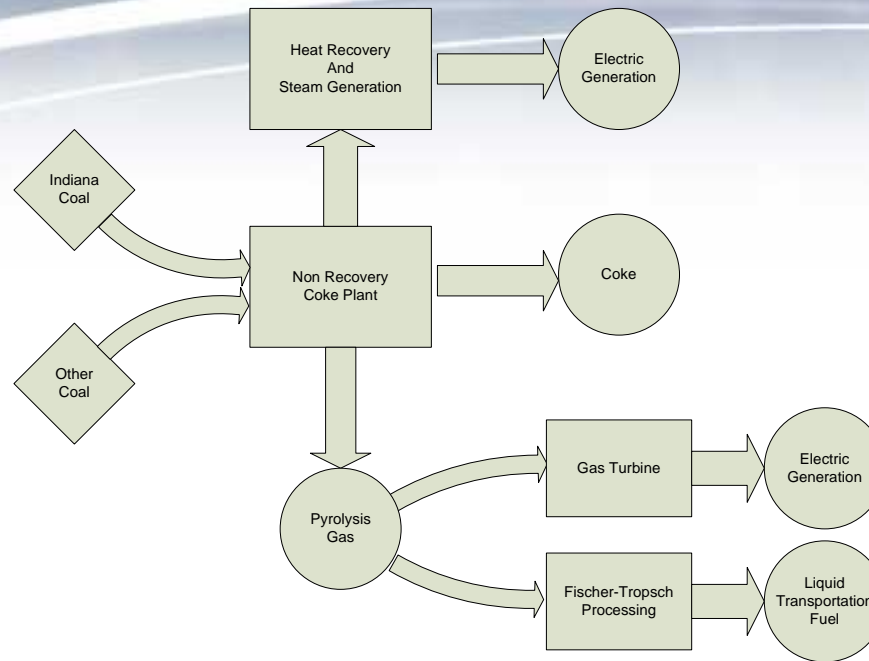 Heat Recovery
And
Steam Generation
Electric
Generation
Indiana
Coal
Non Recovery
Coke Plant
Coke
Other
Coal
Gas Turbine
Electric
Generation
Pyrolysis
Gas
Fischer-Tropsch
Processing
Liquid
Transportation
Fuel